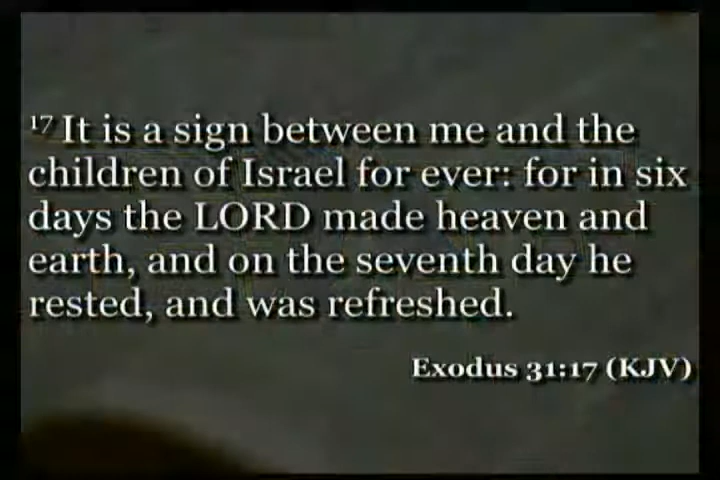 17 It is a sign between me and the
children of Israel for ever: for in six
days the LORD made heaven and
earth, and on the seventh day he
rested, and was refreshed.
Exodus 31:17 (KJV)